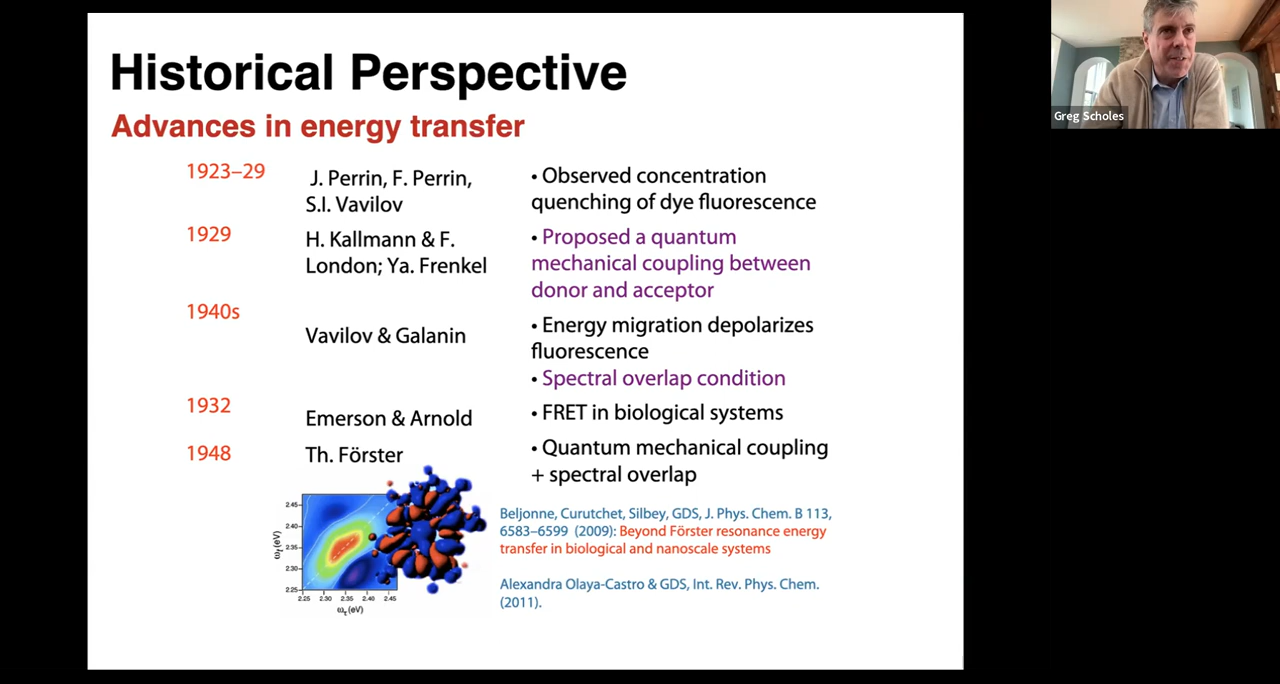 Historical Perspective
Advances in energy transfer
1923–29
J. Perrin, F. Perrin,
S.I. Vavilov
• Observed concentration
quenching of dye fluorescence
1929
H. Kallmann & F.
London; Ya. Frenkel
• Proposed a quantum
mechanical coupling between
donor and acceptor
1940s
Vavilov & Galanin
• Energy migration depolarizes
fluorescence
• Spectral overlap condition
1932
Emerson & Arnold
• FRET in biological systems
1948
Th. Förster
• Quantum mechanical coupling
+ spectral overlap
2.45
2.40
2.35
2.30
2.25
ωt (eV)
2.25 2.30 2.35 2.40 2.45
ωτ (eV)
Beljonne, Curutchet, Silbey, GDS, J. Phys. Chem. B 113,
6583–6599 (2009): Beyond Förster resonance energy
transfer in biological and nanoscale systems
Alexandra Olaya-Castro & GDS, Int. Rev. Phys. Chem.
(2011).
Greg Scholes